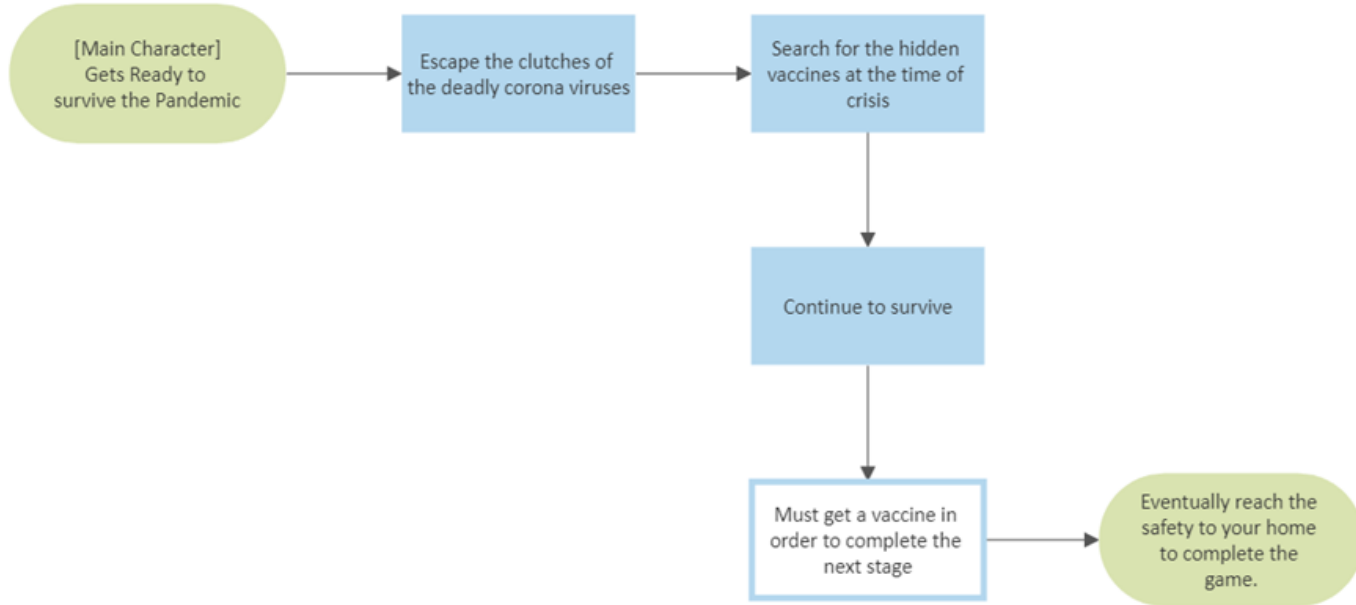 [Main Character]
Gets Ready to
survive the Pandemic
Escape the clutches of
the deadly corona viruses
Search for the hidden
vaccines at the time of
crisis
Continue to survive
Must get a vaccine in
order to complete the
next stage
Eventually reach the
safety to your home
to complete the
game.